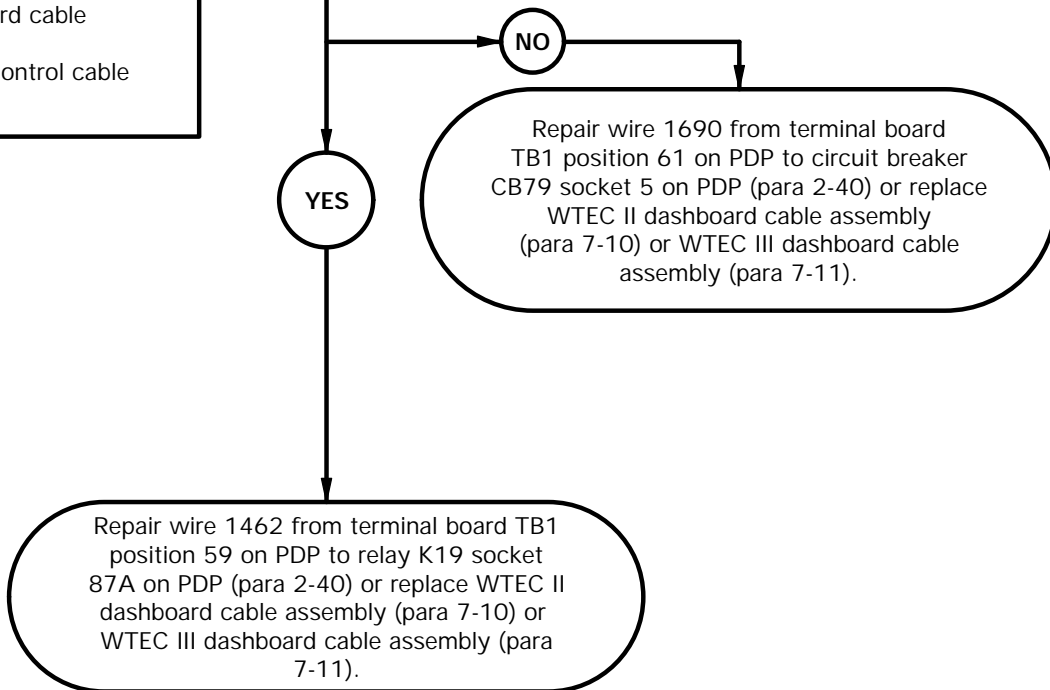 rd cable
ontrol cable
NO
Repair wire 1690 from terminal board
TB1 position 61 on PDP to circuit breaker
CB79 socket 5 on PDP (para 2-40) or replace
WTEC II dashboard cable assembly
(para 7-10) or WTEC III dashboard cable
assembly (para 7-11).
YES
Repair wire 1462 from terminal board TB1
position 59 on PDP to relay K19 socket
87A on PDP (para 2-40) or replace WTEC II
dashboard cable assembly (para 7-10) or
WTEC III dashboard cable assembly (para
7-11).